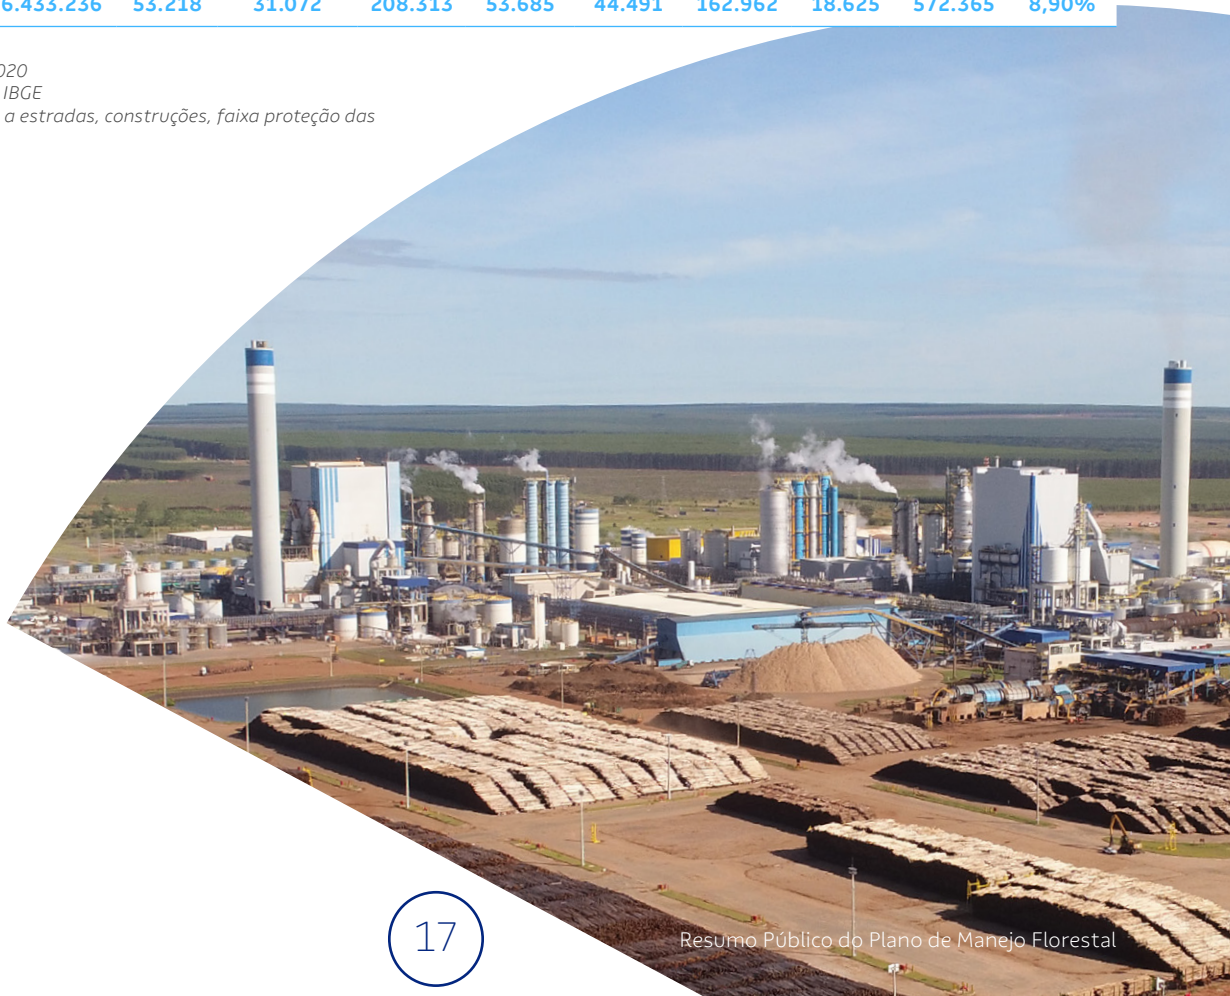 6.433.236 53.218 31.072 208.313 53.685 44.491 162.962 18.625 572.365 8,90%
020
IBGE
a estradas, construções, faixa proteção das
17
Resumo Público do Plano de Manejo Florestal